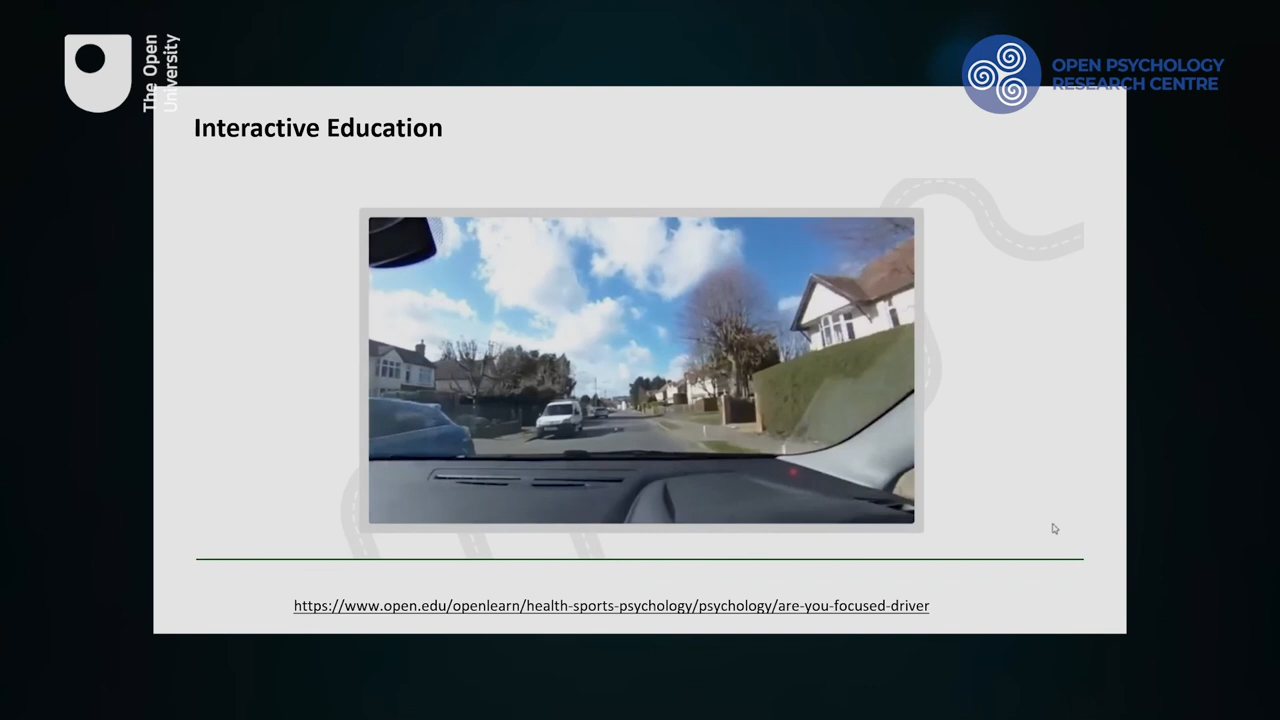 The Open
University
OPEN PSYCHOLOGY
RESEARCH CENTRE
Interactive Education
https://www.open.edu/openlearn/health-sports-psychology/psychology/are-you-focused-driver